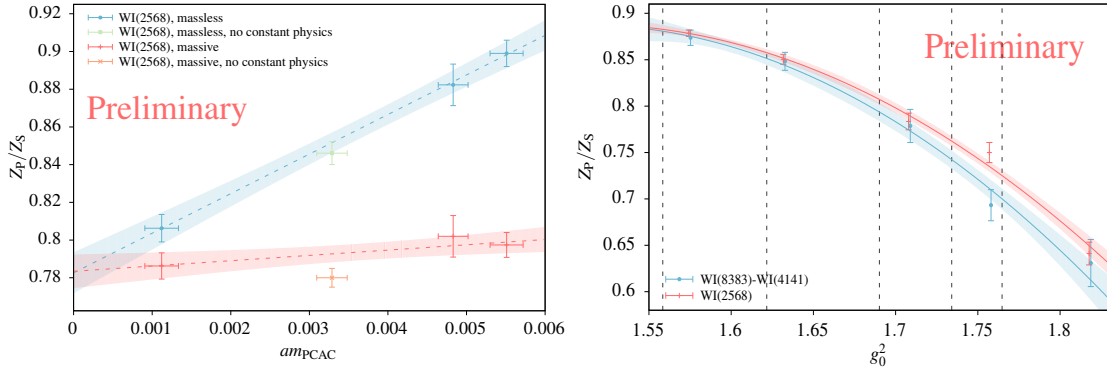 0.92
0.9
0.88
0.86
0.84
0.82
0.8
0.78
Z_P/Z_S
WI(2568), massless
WI(2568), massless, no constant physics
WI(2568), massive
WI(2568), massive, no constant physics
Preliminary
0 0.001 0.002 0.003 0.004 0.005 0.006
am_PCAC
0.9
0.85
0.8
0.75
0.7
0.65
0.6
Z_P/Z_S
Preliminary
WI(8383)-WI(4141)
WI(2568)
1.55 1.6 1.65 1.7 1.75 1.8
g_0^2